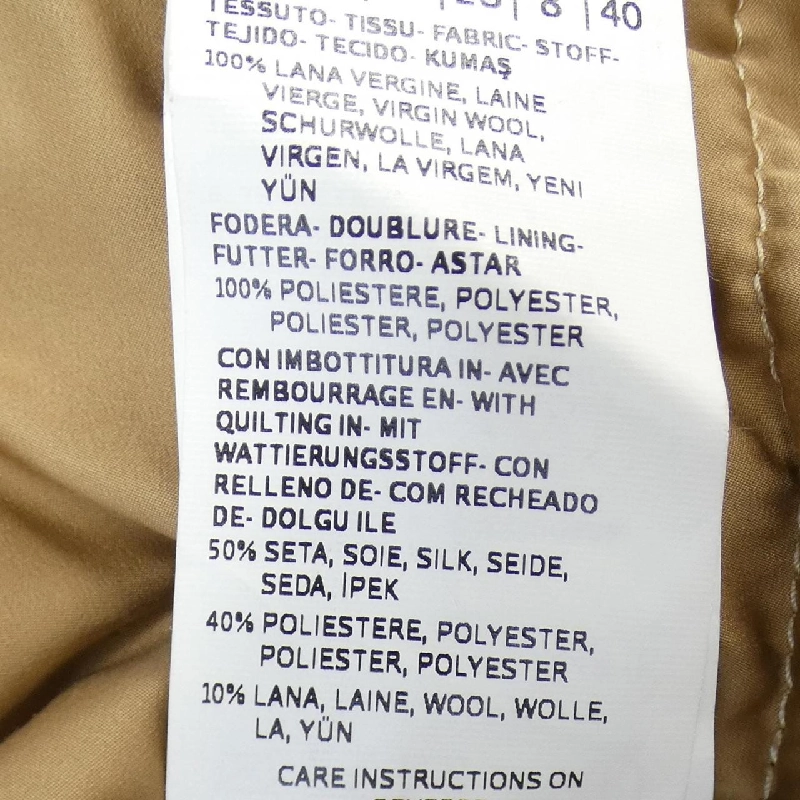 8 | 40
TESSUTO- TISSU- FABRIC- STOFF-
TEJIDO- TECIDO- KUMAŞ
100% LANA VERGINE, LAINE
VIERGE, VIRGIN WOOL,
SCHURWOLLE, LANA
VIRGEN, LA VIRGEM, YENI
YÜN
FODERA- DOUBLURE- LINING-
FUTTER- FORRO- ASTAR
100% POLIESTERE, POLYESTER,
POLIESTER, POLYESTER
CON IMBOTTITURA IN- AVEC
REMBOURRAGE EN- WITH
QUILTING IN- MIT
WATTIERUNGSSTOFF- CON
RELLENO DE- COM RECHEADO
DE- DOLGU ILE
50% SETA, SOIE, SILK, SEIDE,
SEDA, İPEK
40% POLIESTERE, POLYESTER,
POLIESTER, POLYESTER
10% LANA, LAINE, WOOL, WOLLE,
LA, YÜN
CARE INSTRUCTIONS ON